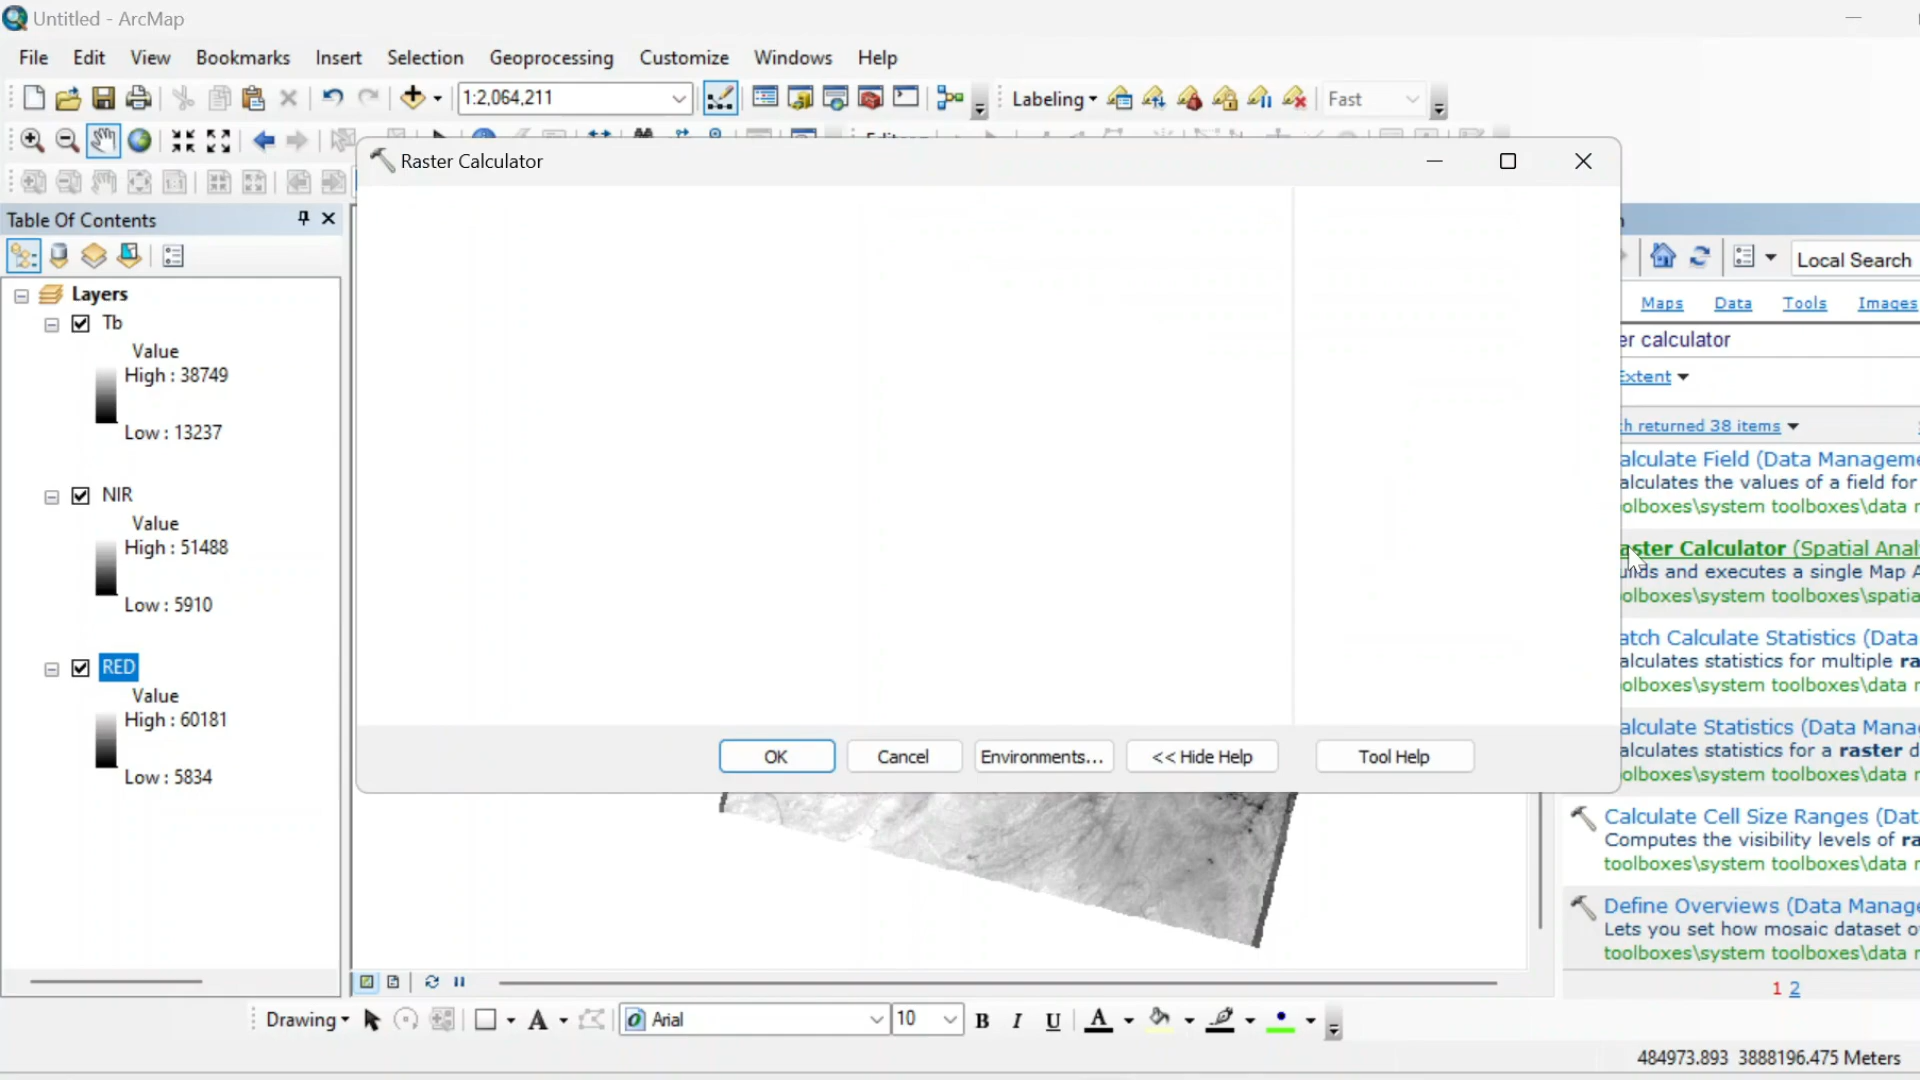 Untitled - ArcMap
File Edit View Bookmarks Insert Selection Geoprocessing Customize Windows Help
1:2,064,211 Labeling Fast
Raster Calculator
Table Of Contents
Local Search
Layers
Maps Data Tools Images
Tb
er calculator
Value
High : 38749
Extent
Low : 13237
h returned 38 items
alculate Field (Data Manageme
alculates the values of a field for
olboxes\system toolboxes\data r
NIR
Value
High : 51488
Low : 5910
aster Calculator (Spatial Anal
uilds and executes a single Map A
olboxes\system toolboxes\spatia
atch Calculate Statistics (Data
alculates statistics for multiple ra
olboxes\system toolboxes\data r
RED
Value
High : 60181
Low : 5834
alculate Statistics (Data Mana
alculates statistics for a raster d
olboxes\system toolboxes\data r
OK Cancel Environments... << Hide Help Tool Help
Calculate Cell Size Ranges (Dat
Computes the visibility levels of ra
toolboxes\system toolboxes\data r
Define Overviews (Data Manage
Lets you set how mosaic dataset o
toolboxes\system toolboxes\data r
1 2
Drawing A Arial 10 B I U A
484973.893 3888196.475 Meters